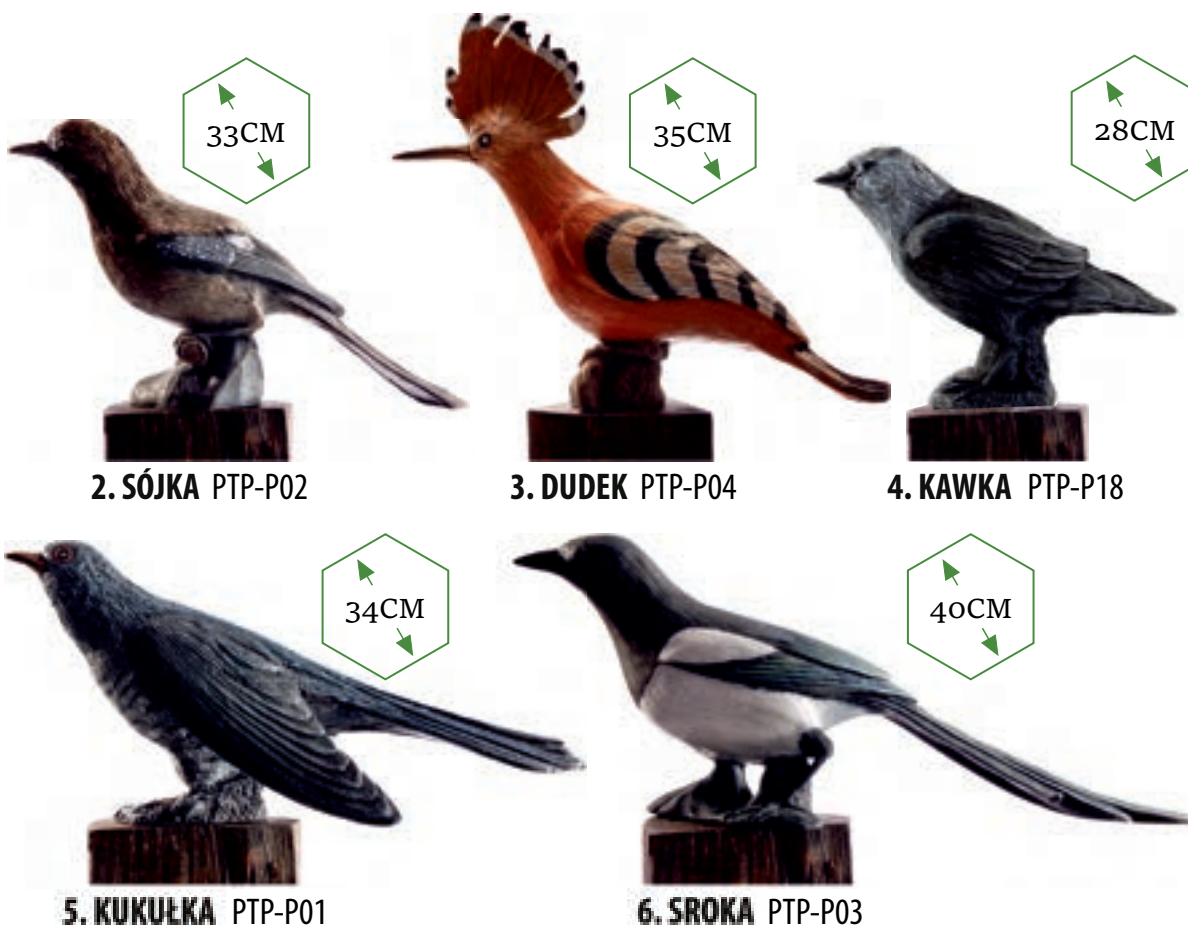 33CM
35CM
28CM
2. SÓJKA PTP-P02
3. DUDEK PTP-P04
4. KAWKA PTP-P18
34CM
40CM
5. KUKUŁKA PTP-P01
6. SROKA PTP-P03